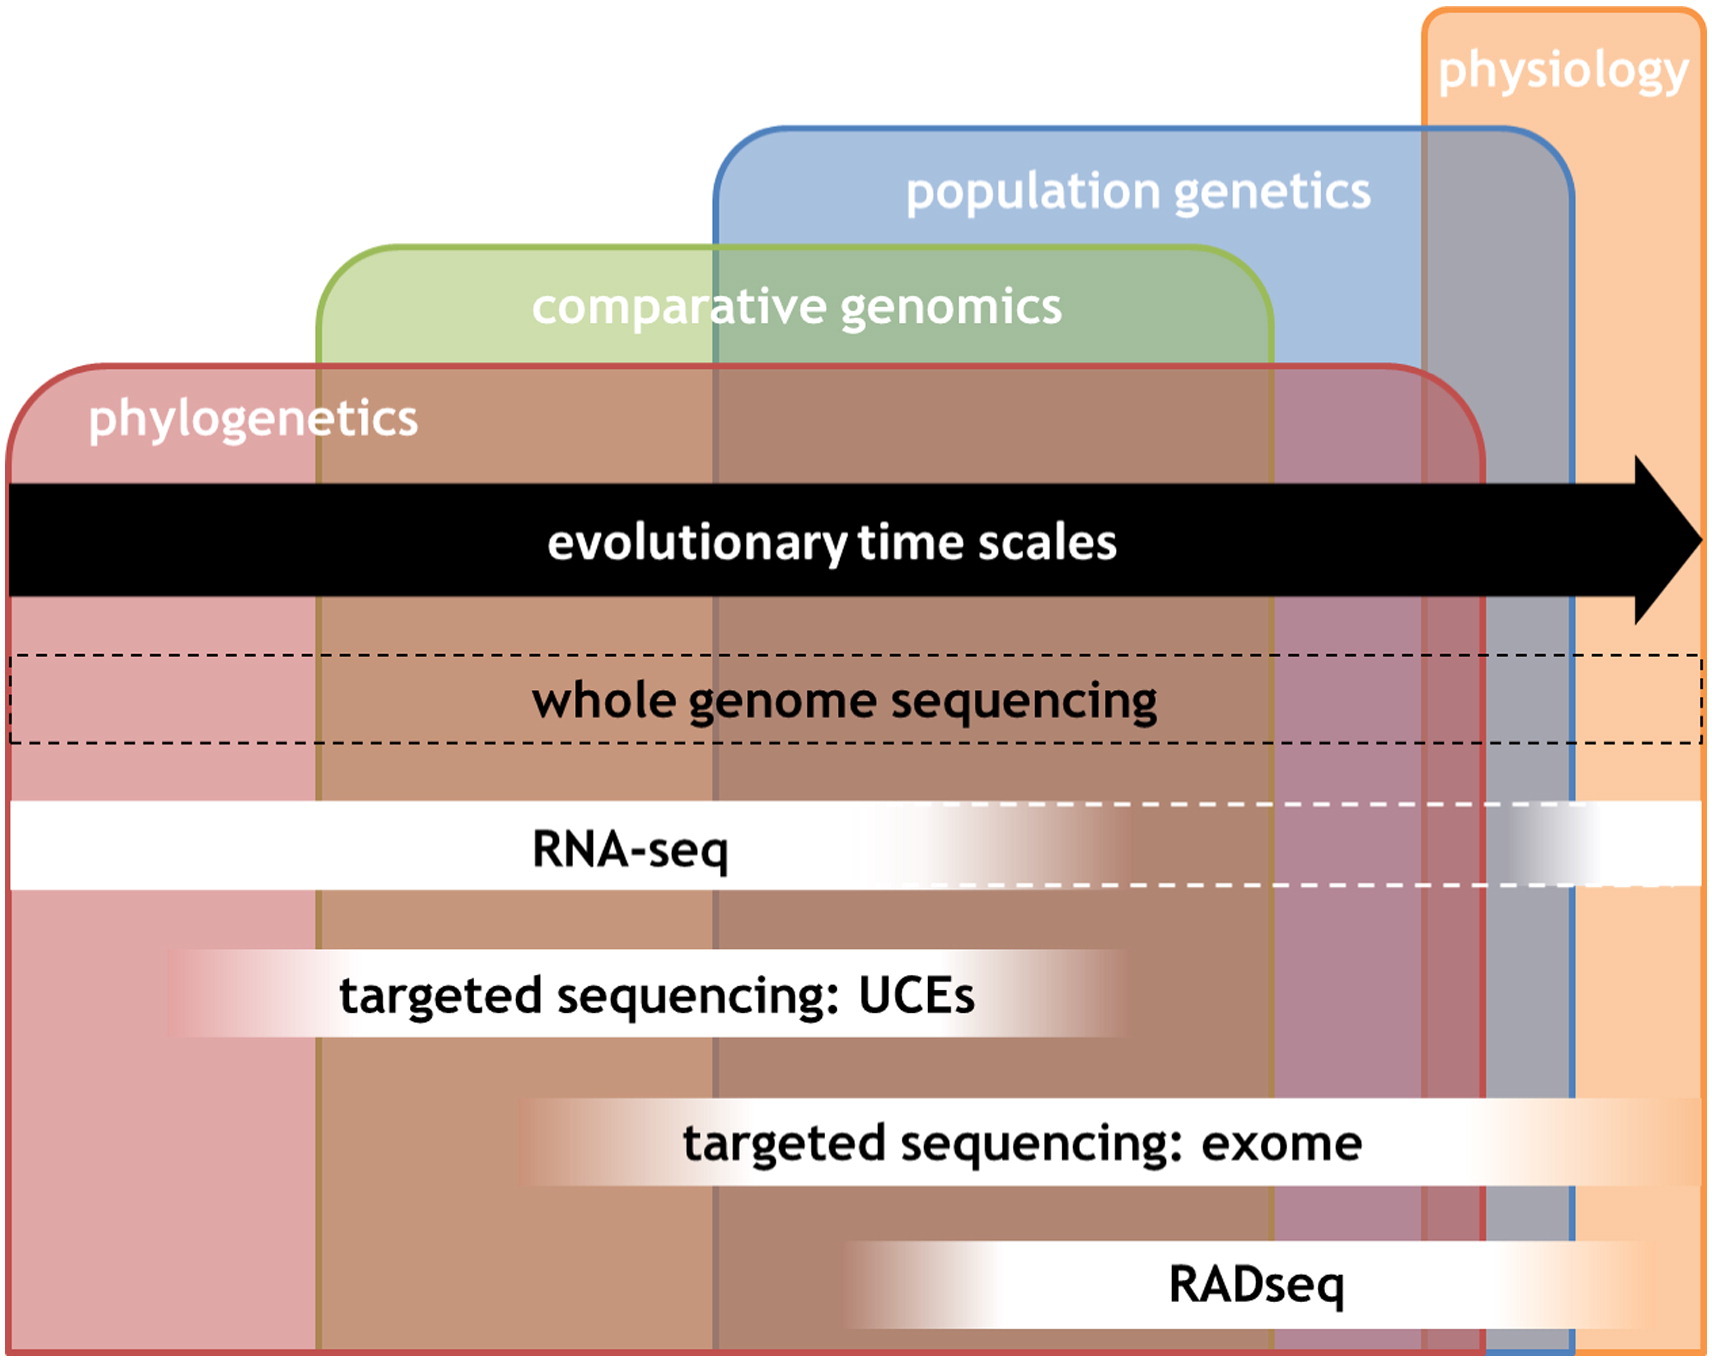 physiology
population genetics
comparative genomics
phylogenetics
evolutionary time scales
whole genome sequencing
RNA-seq
targeted sequencing: UCEs
targeted sequencing: exome
RADseq